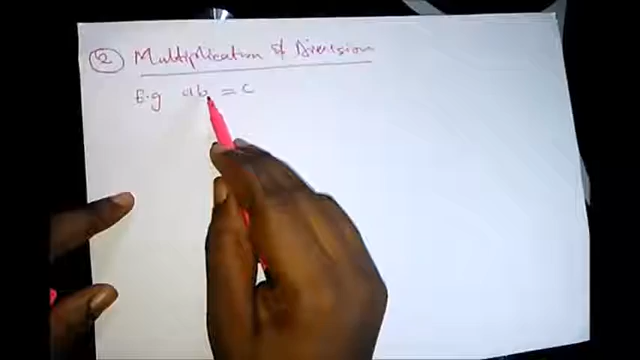 2 Multiplication & Division
E.g ab = c